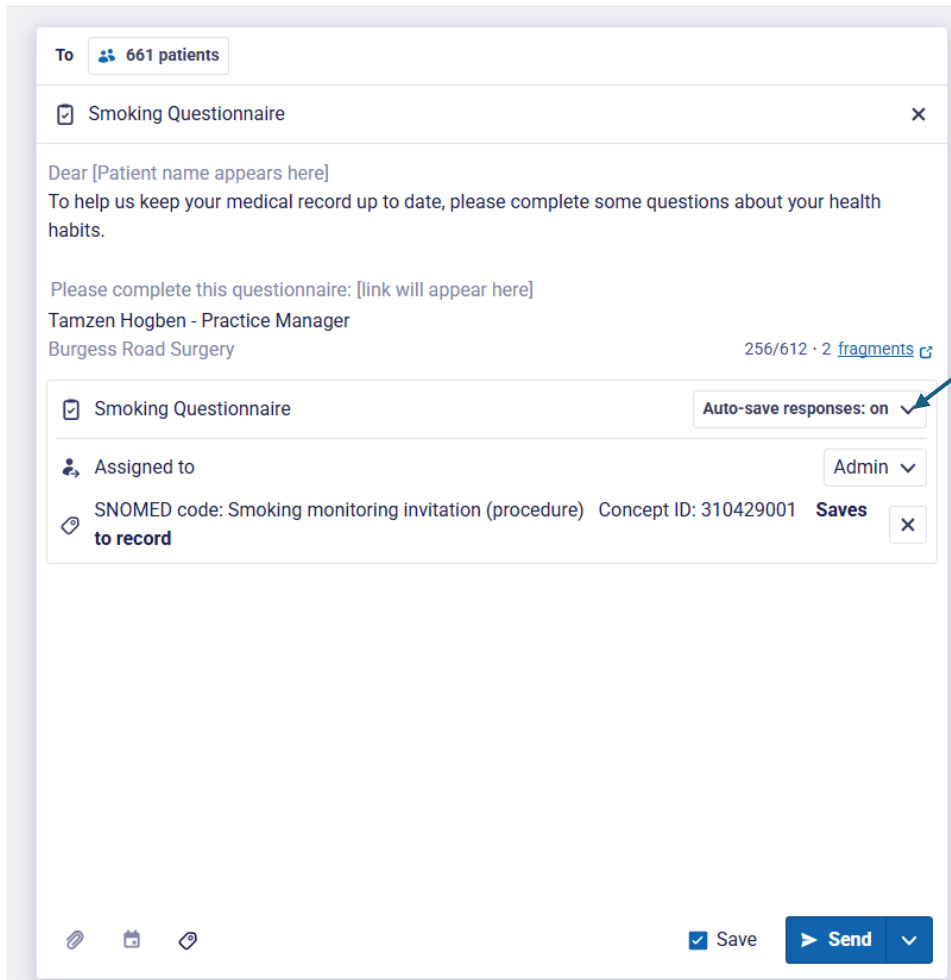 To 661 patients
Smoking Questionnaire
Dear [Patient name appears here]
To help us keep your medical record up to date, please complete some questions about your health
habits.
Please complete this questionnaire: [link will appear here]
Tamzen Hogben - Practice Manager
Burgess Road Surgery 256/612 · 2 fragments
Smoking Questionnaire Auto-save responses: on
Assigned to Admin
SNOMED code: Smoking monitoring invitation (procedure) Concept ID: 310429001 Saves
to record
Save Send